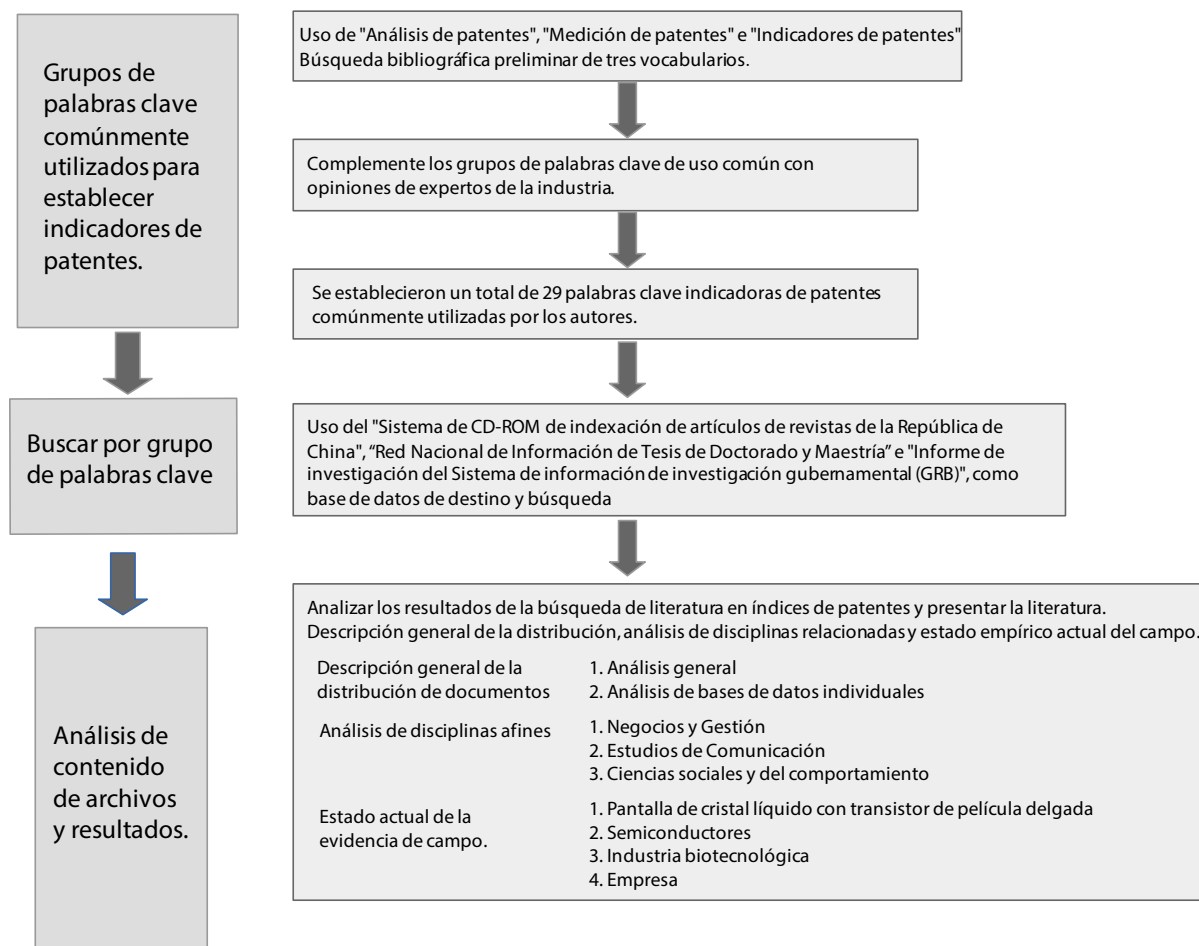 Grupos de
palabras clave
comúnmente
utilizados para
establecer
indicadores de
patentes.
Buscar por grupo
de palabras clave
Análisis de
contenido
de archivos
y resultados.
Uso de "Análisis de patentes", "Medición de patentes" e "Indicadores de patentes"
Búsqueda bibliográfica preliminar de tres vocabularios.
Complemente los grupos de palabras clave de uso común con
opiniones de expertos de la industria.
Se establecieron un total de 29 palabras clave indicadoras de patentes
comúnmente utilizadas por los autores.
Uso del "Sistema de CD-ROM de indexación de artículos de revistas de la República de
China", “Red Nacional de Información de Tesis de Doctorado y Maestría” e "Informe de
investigación del Sistema de información de investigación gubernamental (GRB)", como
base de datos de destino y búsqueda
Analizar los resultados de la búsqueda de literatura en índices de patentes y presentar la literatura.
Descripción general de la distribución, análisis de disciplinas relacionadas y estado empírico actual del campo.
Descripción general de la
distribución de documentos
1. Análisis general
2. Análisis de bases de datos individuales
Análisis de disciplinas afines
1. Negocios y Gestión
2. Estudios de Comunicación
3. Ciencias sociales y del comportamiento
Estado actual de la
evidencia de campo.
1. Pantalla de cristal líquido con transistor de película delgada
2. Semiconductores
3. Industria biotecnológica
4. Empresa